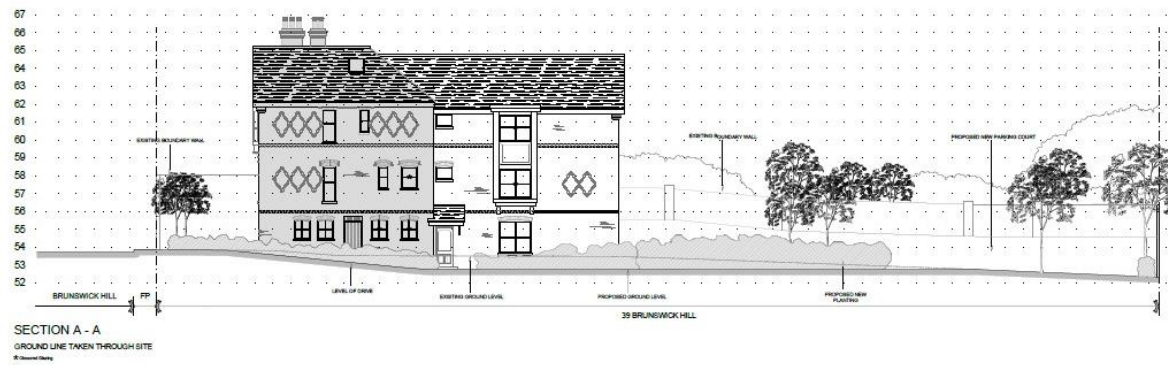 67
66
65
64
63
62
61
60
59
58
57
56
55
54
53
52
EXISTING BOUNDARY WALL
EXISTING BOUNDARY WALL
PROPOSED NEW PARKING COURT
LEVEL OF DRIVE
EXISTING GROUND LEVEL
PROPOSED GROUND LEVEL
PROPOSED NEW
PLANTING
BRUNSWICK HILL
FP
39 BRUNSWICK HILL
SECTION A - A
GROUND LINE TAKEN THROUGH SITE
* Obscured Glazing